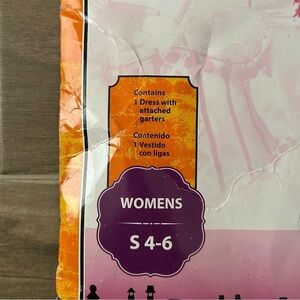 Contains
1 Dress with
attached
garters
Contenido
1 Vestido
con ligas
WOMENS
S 4-6